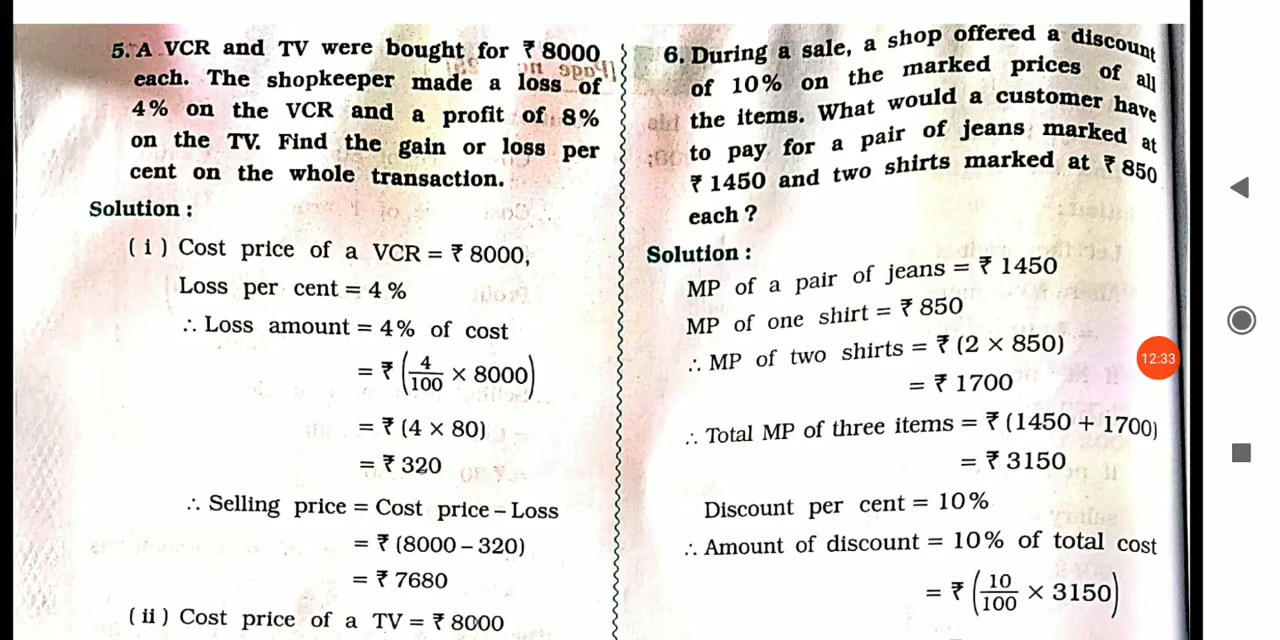 5. A VCR and TV were bought for ₹ 8000
each. The shopkeeper made a loss of
4% on the VCR and a profit of 8%
on the TV. Find the gain or loss per
cent on the whole transaction.
Solution :
( i ) Cost price of a VCR = ₹ 8000,
Loss per cent = 4 %
∴ Loss amount = 4% of cost
= ₹ (4/100 × 8000)
= ₹ (4 × 80)
= ₹ 320
∴ Selling price = Cost price – Loss
= ₹ (8000 – 320)
= ₹ 7680
( ii ) Cost price of a TV = ₹ 8000
6. During a sale, a shop offered a discount
of 10% on the marked prices of all
the items. What would a customer have
to pay for a pair of jeans marked at
₹ 1450 and two shirts marked at ₹ 850
each ?
Solution :
MP of a pair of jeans = ₹ 1450
MP of one shirt = ₹ 850
∴ MP of two shirts = ₹ (2 × 850)
= ₹ 1700
∴ Total MP of three items = ₹ (1450 + 1700)
= ₹ 3150
Discount per cent = 10%
∴ Amount of discount = 10% of total cost
= ₹ (10/100 × 3150)
12:33